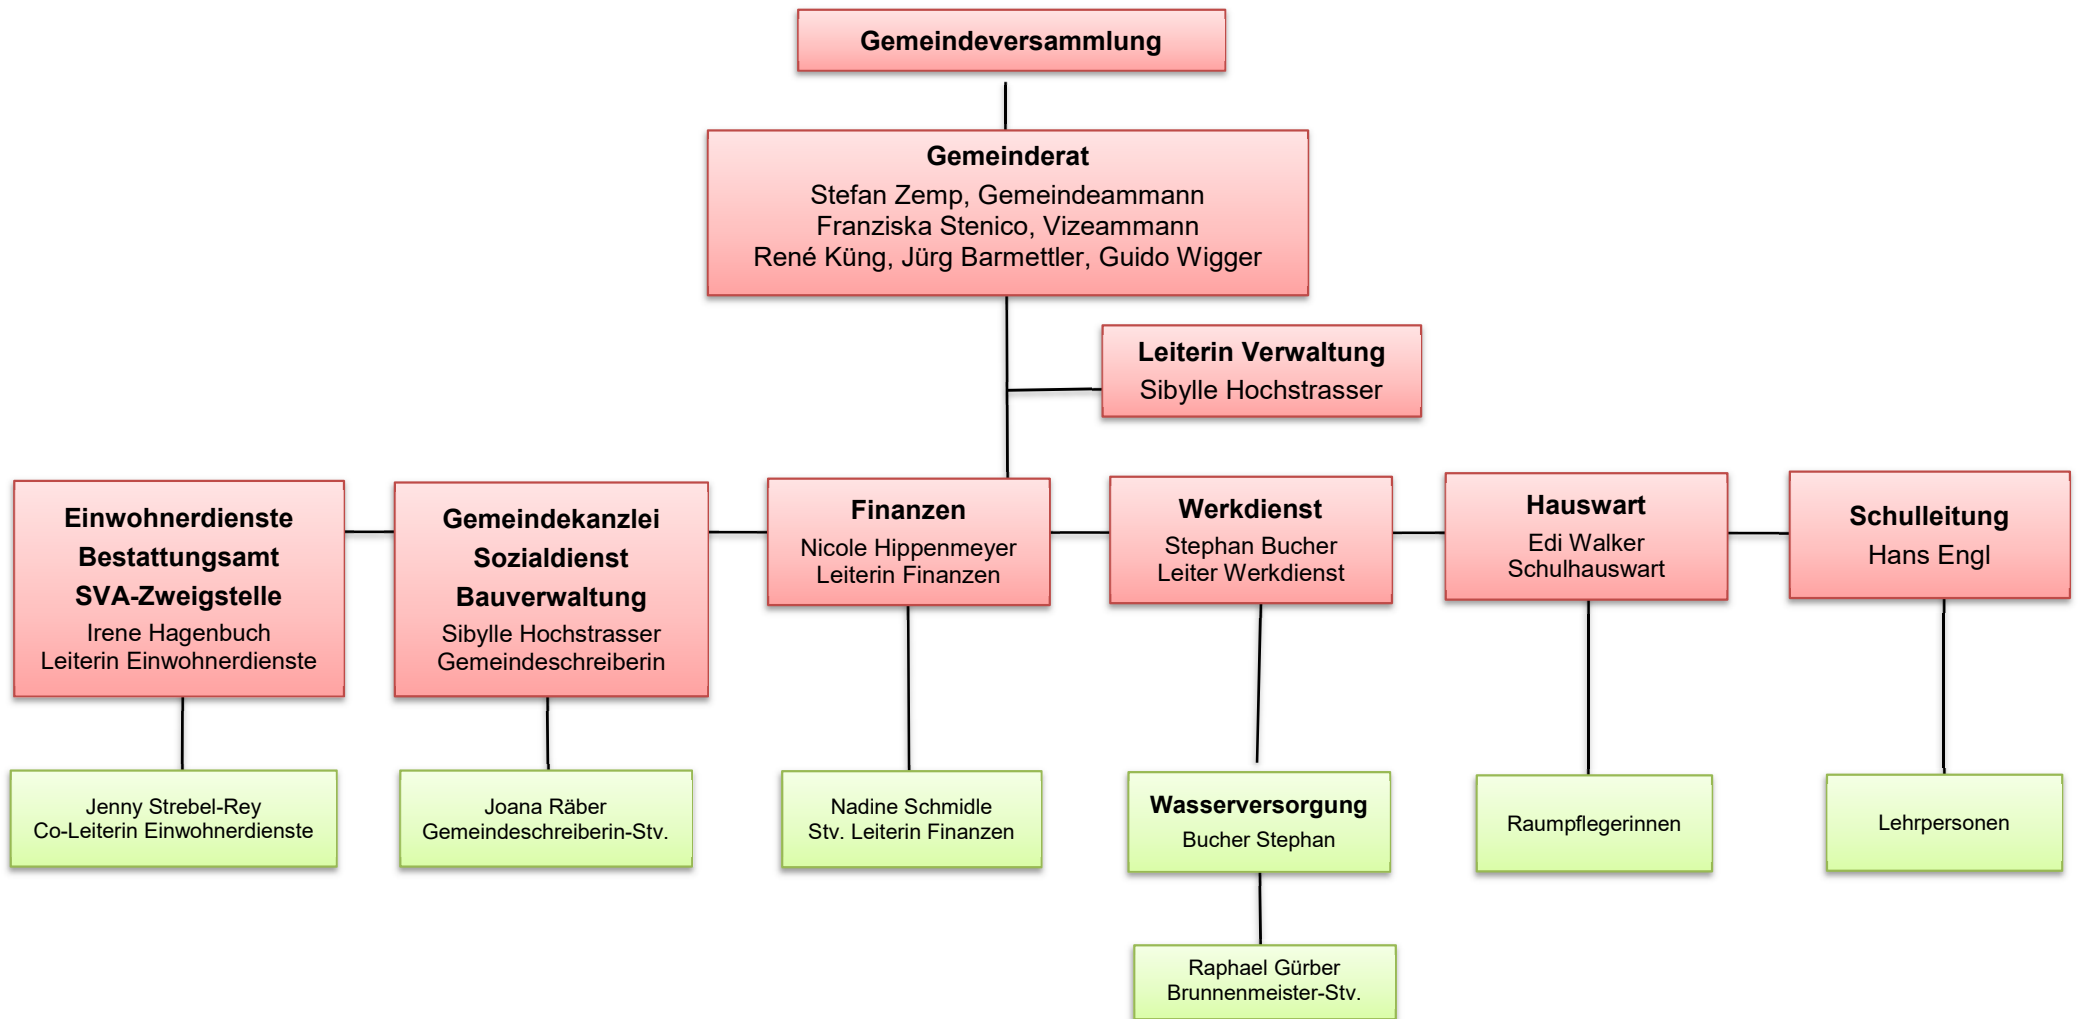 Gemeindeversammlung
Gemeinderat
Stefan Zemp, Gemeindeammann
Franziska Stenico, Vizeammann
René Küng, Jürg Barmettler, Guido Wigger
Leiterin Verwaltung
Sibylle Hochstrasser
Einwohnerdienste
Bestattungsamt
SVA-Zweigstelle
Irene Hagenbuch
Leiterin Einwohnerdienste
Gemeindekanzlei
Sozialdienst
Bauverwaltung
Sibylle Hochstrasser
Gemeindeschreiberin
Finanzen
Nicole Hippenmeyer
Leiterin Finanzen
Werkdienst
Stephan Bucher
Leiter Werkdienst
Hauswart
Edi Walker
Schulhauswart
Schulleitung
Hans Engl
Jenny Strebel-Rey
Co-Leiterin Einwohnerdienste
Joana Räber
Gemeindeschreiberin-Stv.
Nadine Schmidle
Stv. Leiterin Finanzen
Wasserversorgung
Bucher Stephan
Raumpflegerinnen
Lehrpersonen
Raphael Gürber
Brunnenmeister-Stv.